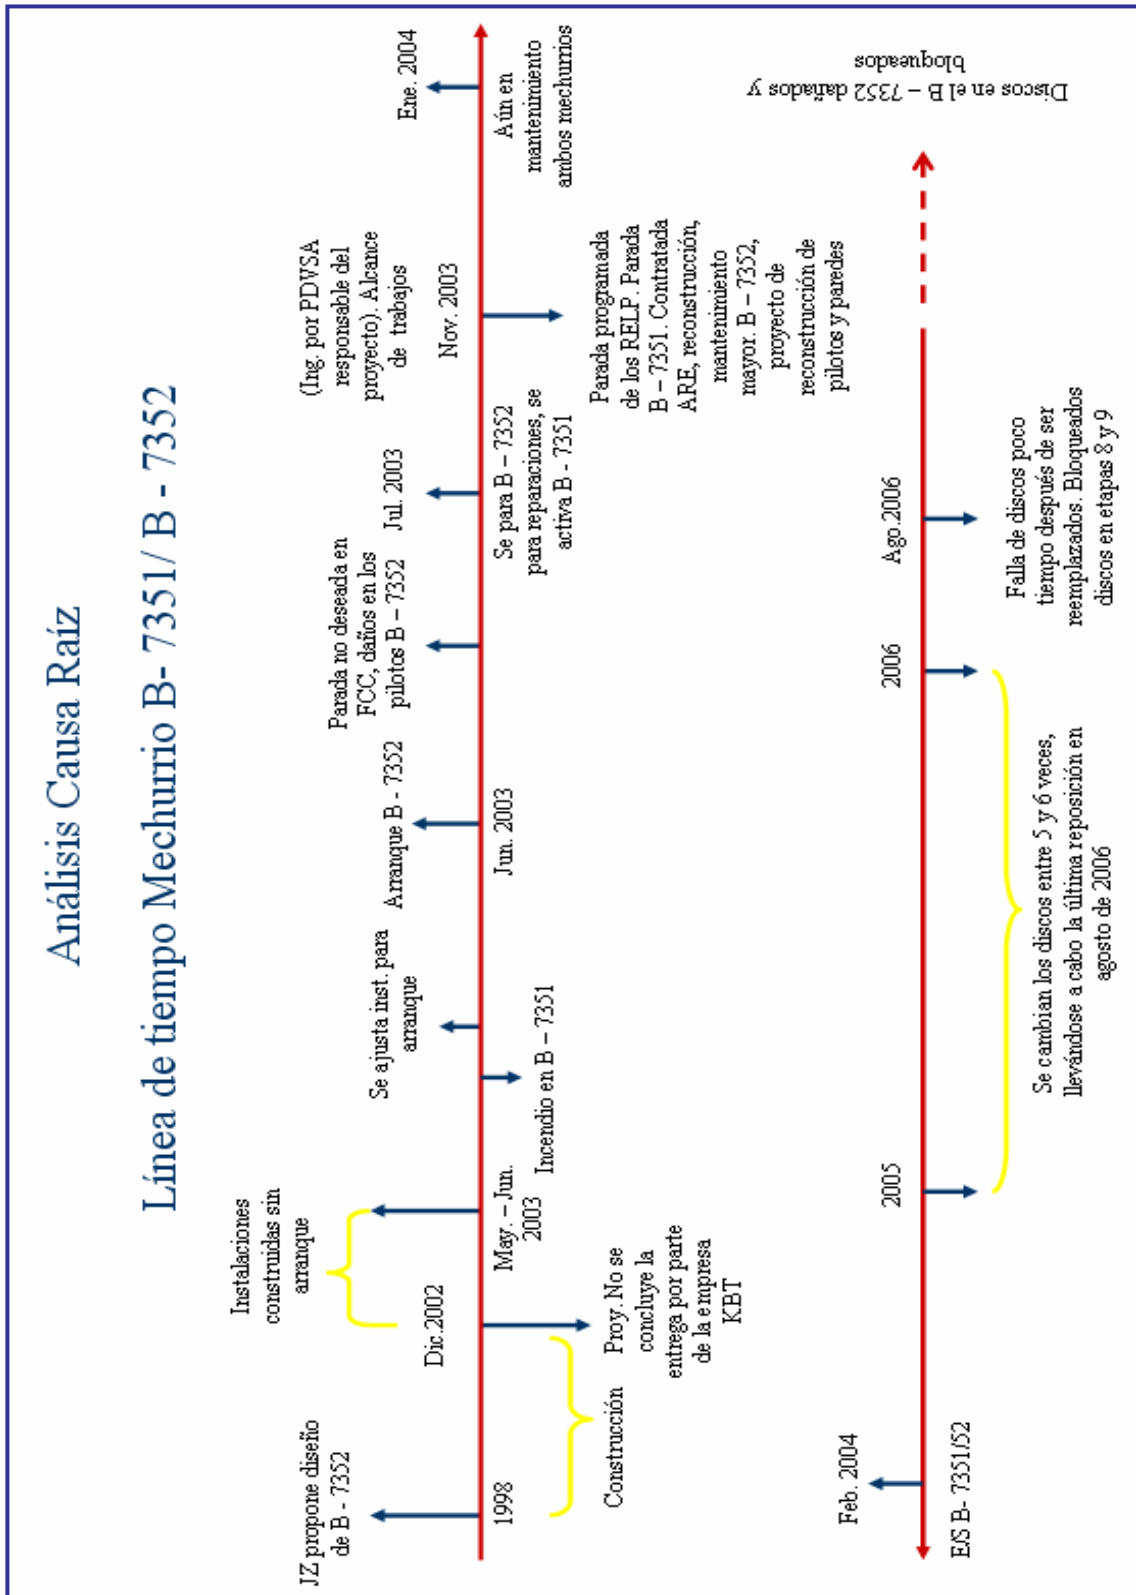 Análisis Causa Raíz
Línea de tiempo Mechurrio B- 7351/ B - 7352
JZ propone diseño
de B - 7352
1998
Construcción
Dic.2002
Proy. No se
concluye la
entrega por parte
de la empresa
KBT
Instalaciones
construidas sin
arranque
May. – Jun.
2003
Incendio en B – 7351
Se ajusta inst. para
arranque
Arranque B - 7352
Jun. 2003
Parada no deseada en
FCC, daños en los
pilotos B – 7352
Jul. 2003
Se para B – 7352
para reparaciones, se
activa B - 7351
(Ing. por PDVSA
responsable del
proyecto). Alcance
de trabajos
Nov. 2003
Parada programada
de los RELP. Parada
B – 7351. Contratada
ARE, reconstrucción,
mantenimiento
mayor. B – 7352,
proyecto de
reconstrucción de
pilotos y paredes
Ene. 2004
Aún en
mantenimiento
ambos mechurrios
Feb. 2004
E/S B- 7351/52
2005
Se cambian los discos entre 5 y 6 veces,
llevándose a cabo la última reposición en
agosto de 2006
2006
Ago.2006
Falla de discos poco
tiempo después de ser
reemplazados. Bloqueados
discos en etapas 8 y 9
Discos en el B – 7352 dañados y
bloqueados